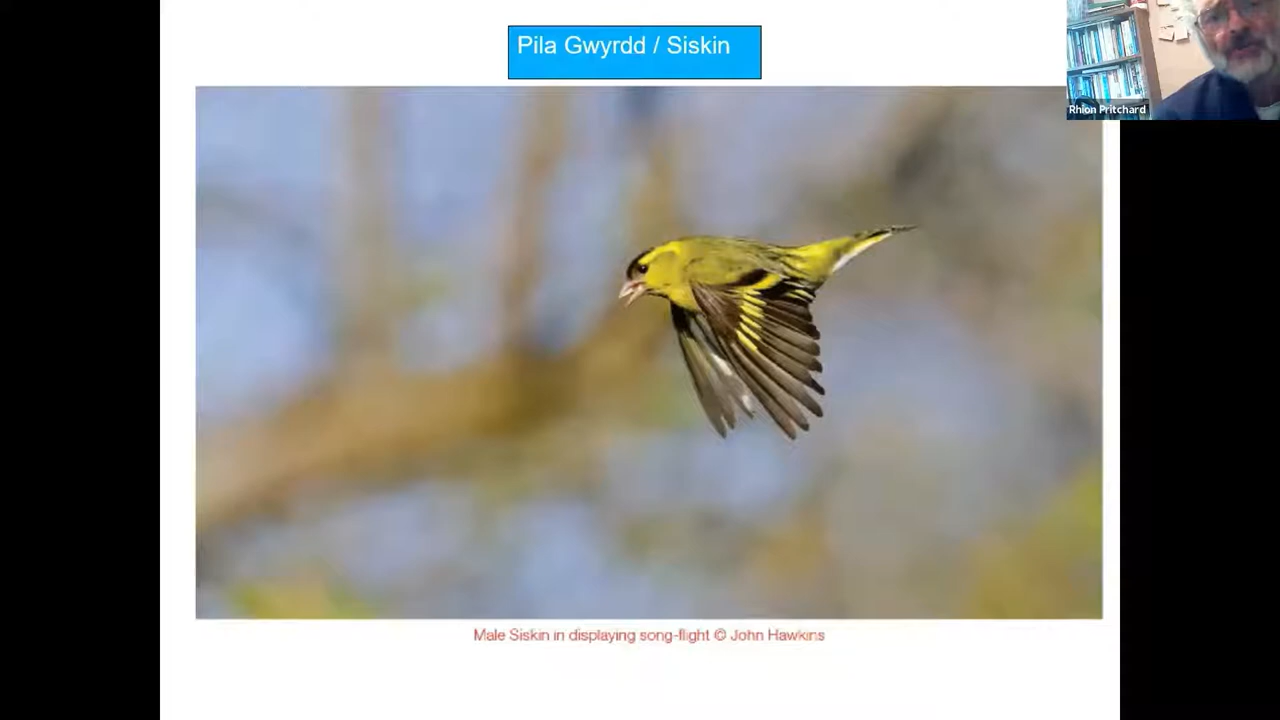 Pila Gwyrdd / Siskin
Rhion Pritchard
Male Siskin in displaying song-flight © John Hawkins